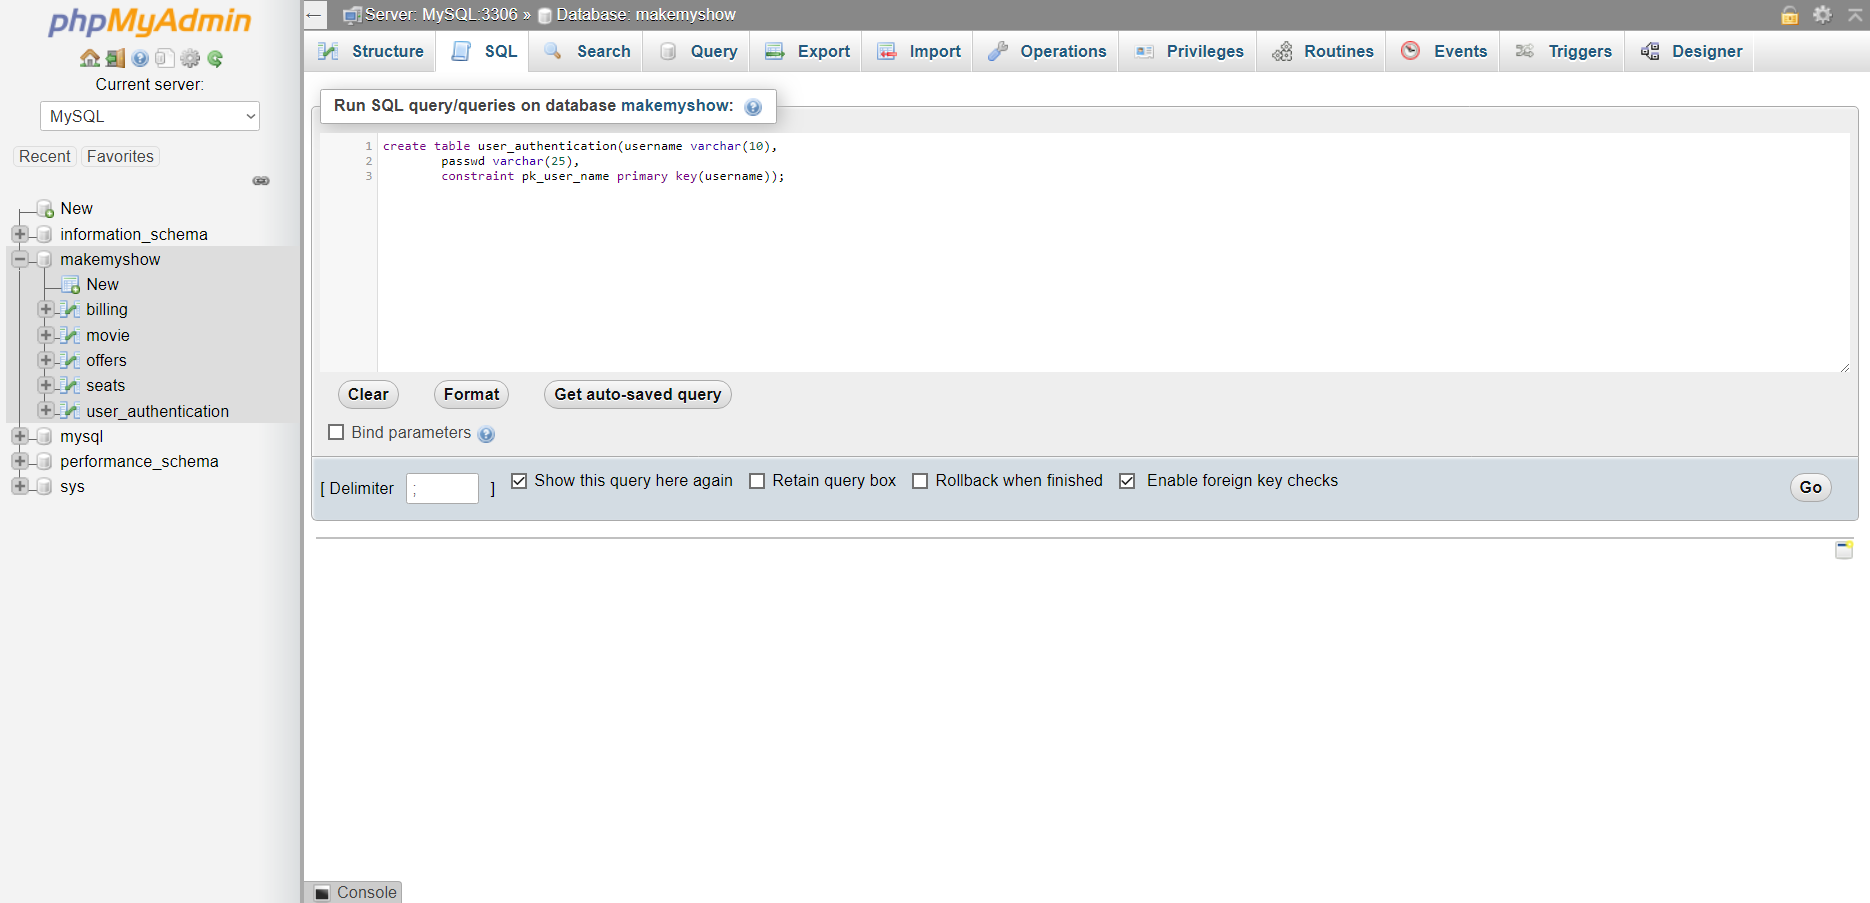 phpMyAdmin
Current server:
MySQL
Recent Favorites
New
information_schema
makemyshow
New
billing
movie
offers
seats
user_authentication
mysql
performance_schema
sys
Server: MySQL:3306 » Database: makemyshow
Structure SQL Search Query Export Import Operations Privileges Routines Events Triggers Designer
Run SQL query/queries on database makemyshow:
1 create table user_authentication(username varchar(10),
2 passwd varchar(25),
3 constraint pk_user_name primary key(username));
Clear Format Get auto-saved query
Bind parameters
[ Delimiter ; ] Show this query here again Retain query box Rollback when finished Enable foreign key checks Go
Console